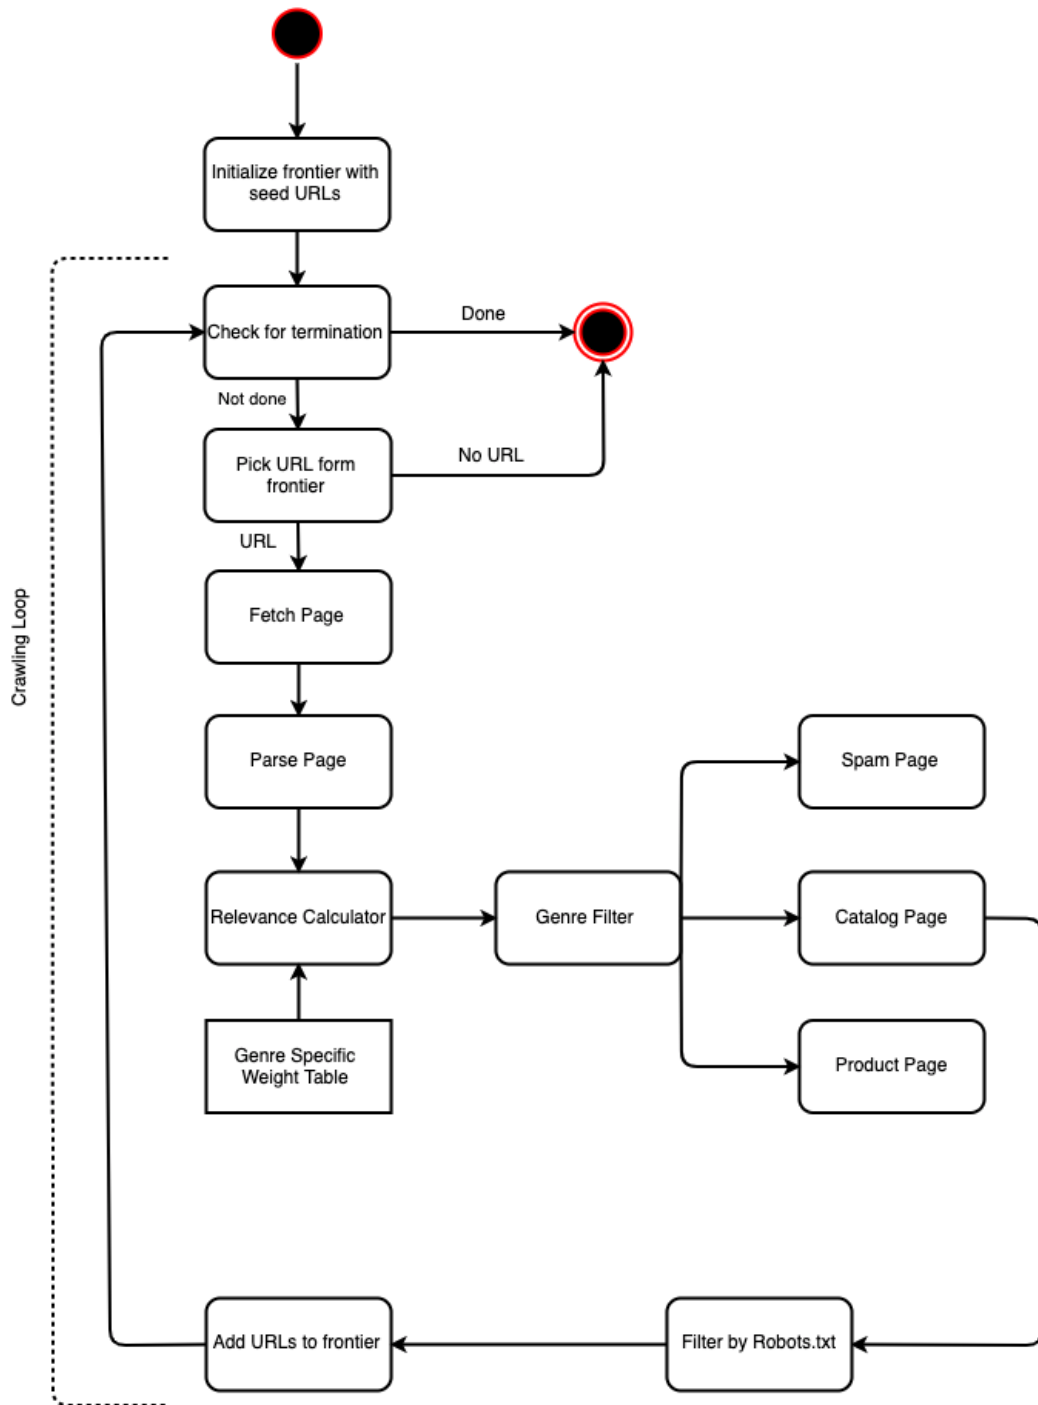 Initialize frontier with
seed URLs
Check for termination
Done
Not done
Pick URL form
frontier
No URL
URL
Fetch Page
Crawling Loop
Parse Page
Spam Page
Relevance Calculator
Genre Filter
Catalog Page
Genre Specific
Weight Table
Product Page
Add URLs to frontier
Filter by Robots.txt